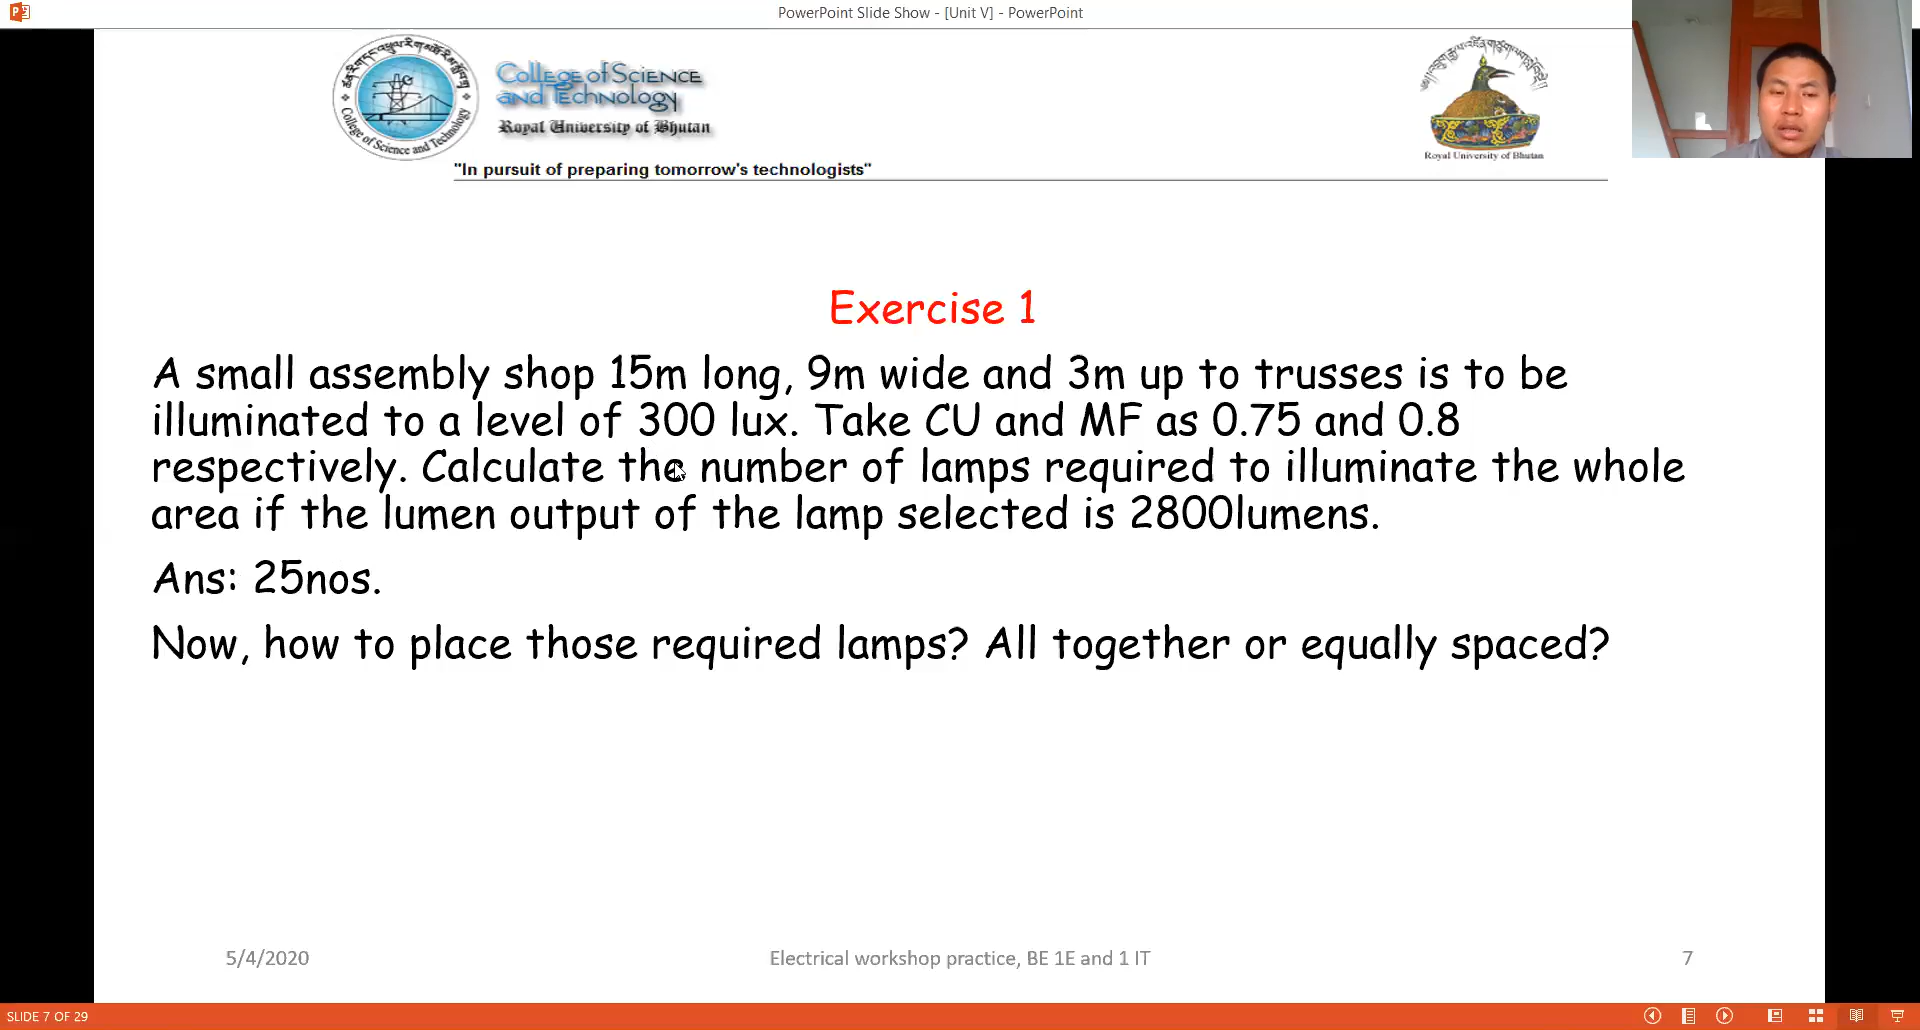 PowerPoint Slide Show - [Unit V] - PowerPoint
College of Science and Technology
College of Science
and Technology
Royal University of Bhutan
Royal University of Bhutan
"In pursuit of preparing tomorrow's technologists"
Exercise 1
A small assembly shop 15m long, 9m wide and 3m up to trusses is to be
illuminated to a level of 300 lux. Take CU and MF as 0.75 and 0.8
respectively. Calculate the number of lamps required to illuminate the whole
area if the lumen output of the lamp selected is 2800lumens.
Ans: 25nos.
Now, how to place those required lamps? All together or equally spaced?
5/4/2020
Electrical workshop practice, BE 1E and 1 IT
7
SLIDE 7 OF 29